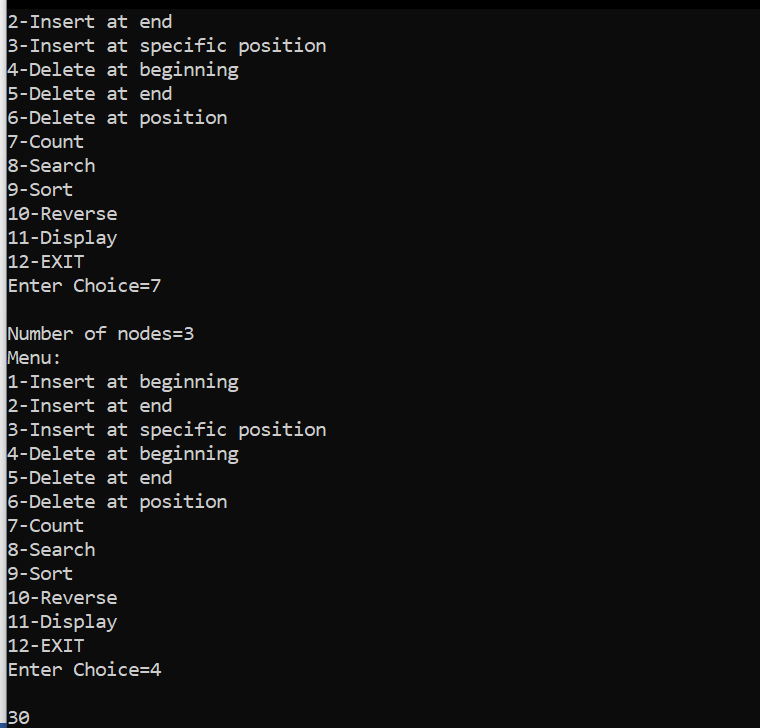 2-Insert at end
3-Insert at specific position
4-Delete at beginning
5-Delete at end
6-Delete at position
7-Count
8-Search
9-Sort
10-Reverse
11-Display
12-EXIT
Enter Choice=7
Number of nodes=3
Menu:
1-Insert at beginning
2-Insert at end
3-Insert at specific position
4-Delete at beginning
5-Delete at end
6-Delete at position
7-Count
8-Search
9-Sort
10-Reverse
11-Display
12-EXIT
Enter Choice=4
30